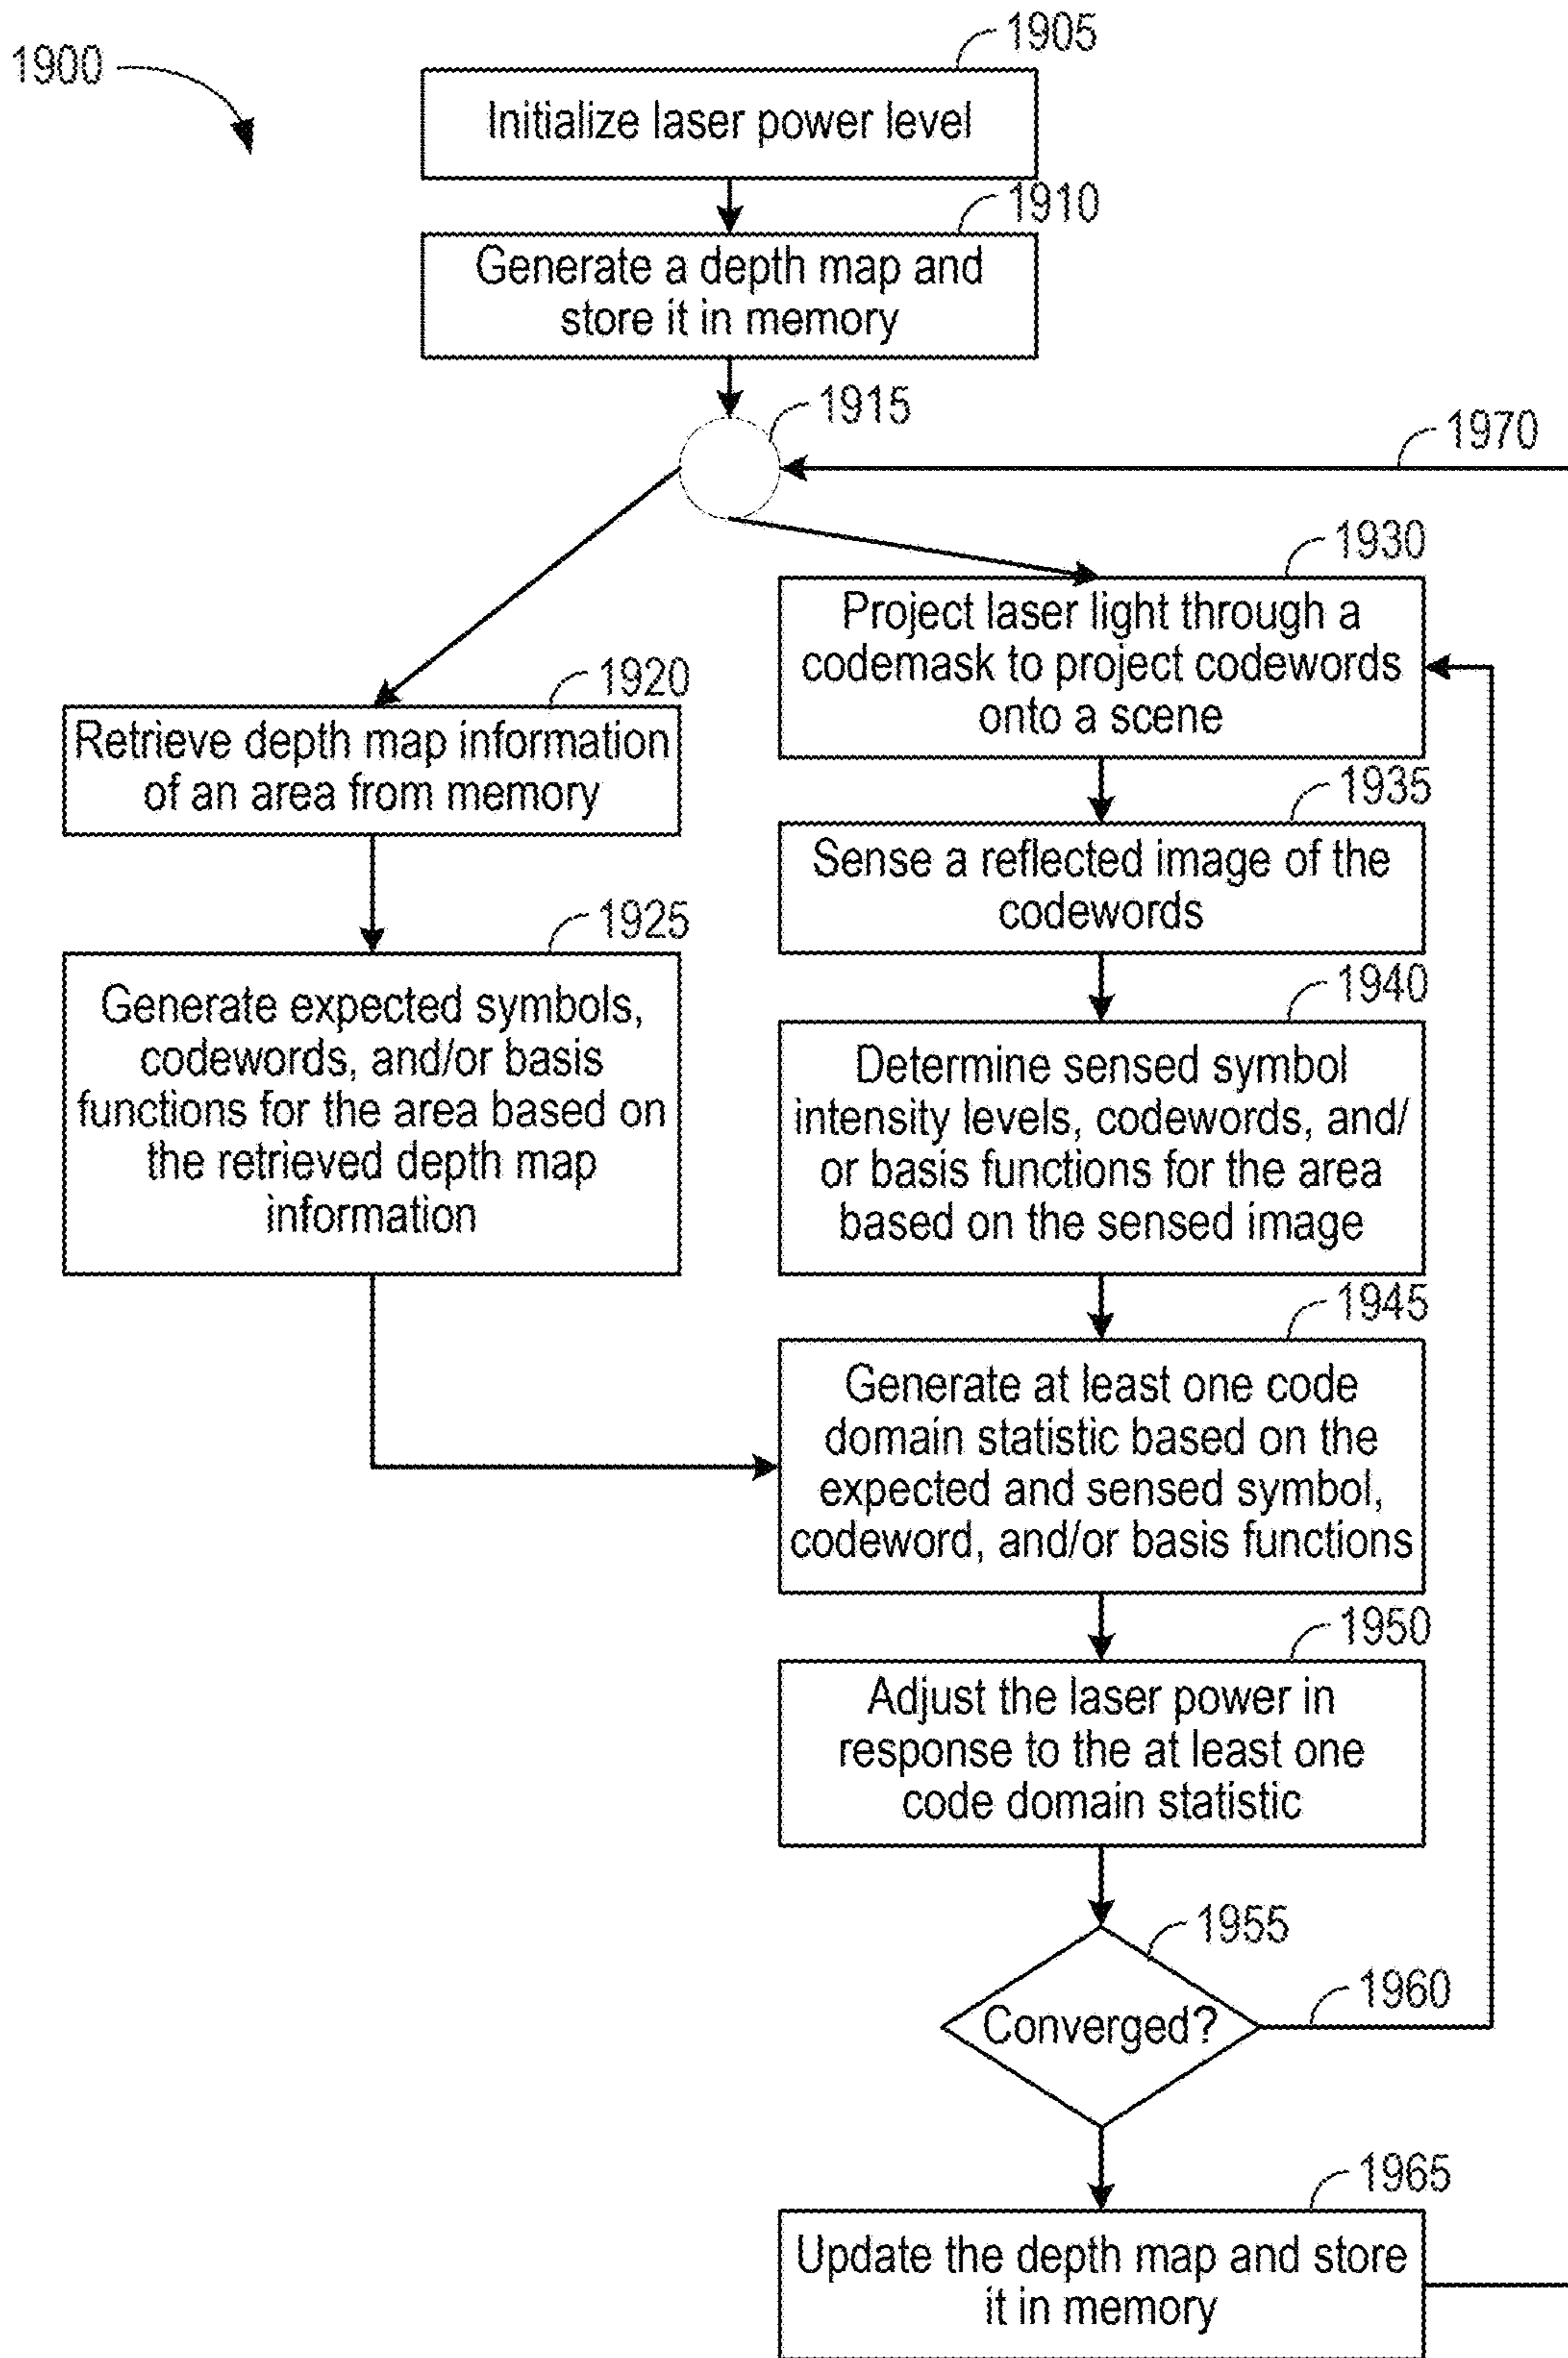 1900
1905
Initialize laser power level
1910
Generate a depth map and
store it in memory
1915
1970
1930
Project laser light through a
codemask to project codewords
onto a scene
1920
Retrieve depth map information
of an area from memory
1935
Sense a reflected image of the
codewords
1925
Generate expected symbols,
codewords, and/or basis
functions for the area based on
the retrieved depth map
information
1940
Determine sensed symbol
intensity levels, codewords, and/
or basis functions for the area
based on the sensed image
1945
Generate at least one code
domain statistic based on the
expected and sensed symbol,
codeword, and/or basis functions
1950
Adjust the laser power in
response to the at least one
code domain statistic
1955
Converged?
1960
1965
Update the depth map and store
it in memory